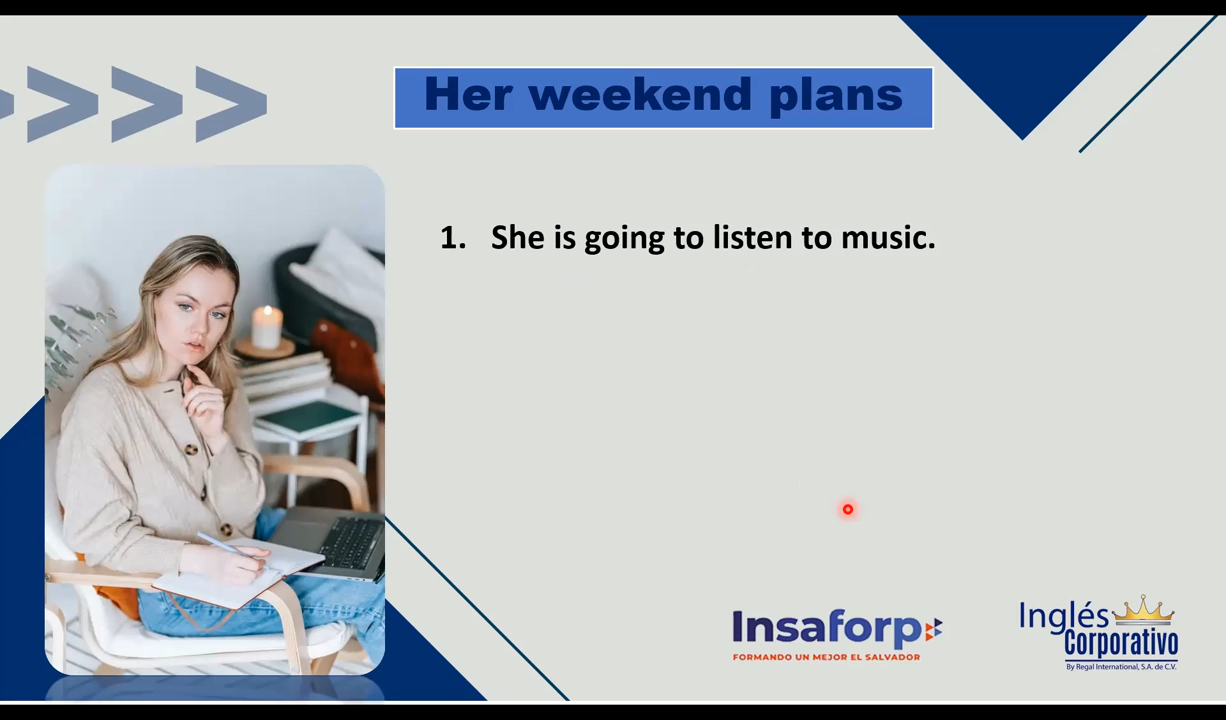 Her weekend plans
1. She is going to listen to music.
Insaforp
FORMANDO UN MEJOR EL SALVADOR
Inglés
Corporativo
By Regal International, S.A. de C.V.